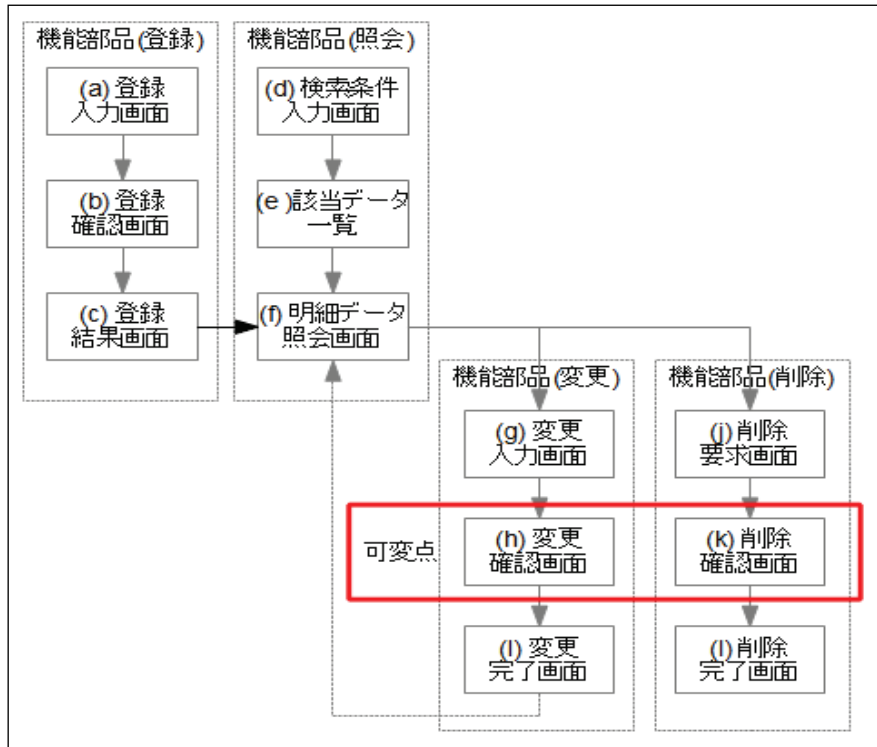 機能部品(登録)
(a) 登録
入力画面
(b) 登録
確認画面
(c) 登録
結果画面
機能部品(照会)
(d) 検索条件
入力画面
(e )該当データ
一覧
(f) 明細データ
照会画面
機能部品(変更)
(g) 変更
入力画面
可変点
(h) 変更
確認画面
(l) 変更
完了画面
機能部品(削除)
(j) 削除
要求画面
(k) 削除
確認画面
(l) 削除
完了画面